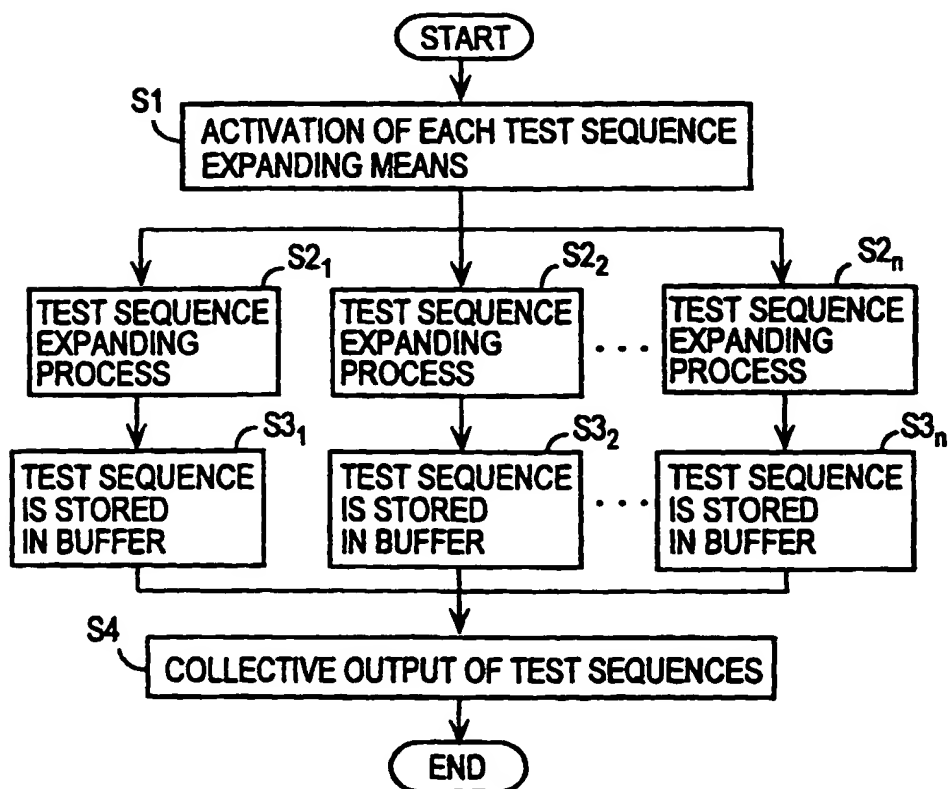 START
S1
ACTIVATION OF EACH TEST SEQUENCE
EXPANDING MEANS
S2₁
TEST SEQUENCE
EXPANDING
PROCESS
S2₂
TEST SEQUENCE
EXPANDING
PROCESS
. . .
S2ₙ
TEST SEQUENCE
EXPANDING
PROCESS
S3₁
TEST SEQUENCE
IS STORED
IN BUFFER
S3₂
TEST SEQUENCE
IS STORED
IN BUFFER
. . .
S3ₙ
TEST SEQUENCE
IS STORED
IN BUFFER
S4
COLLECTIVE OUTPUT OF TEST SEQUENCES
END